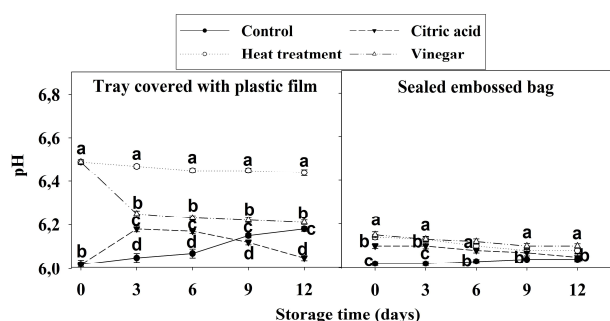 Control Citric acid
Heat treatment Vinegar
Tray covered with plastic film Sealed embossed bag
pH
6,8
6,6
6,4
6,2
6,0
a a a a a
b b b b
c c c
b d d d d c
a a a a
b b a b b
c c b b
0 3 6 9 12 0 3 6 9 12
Storage time (days)